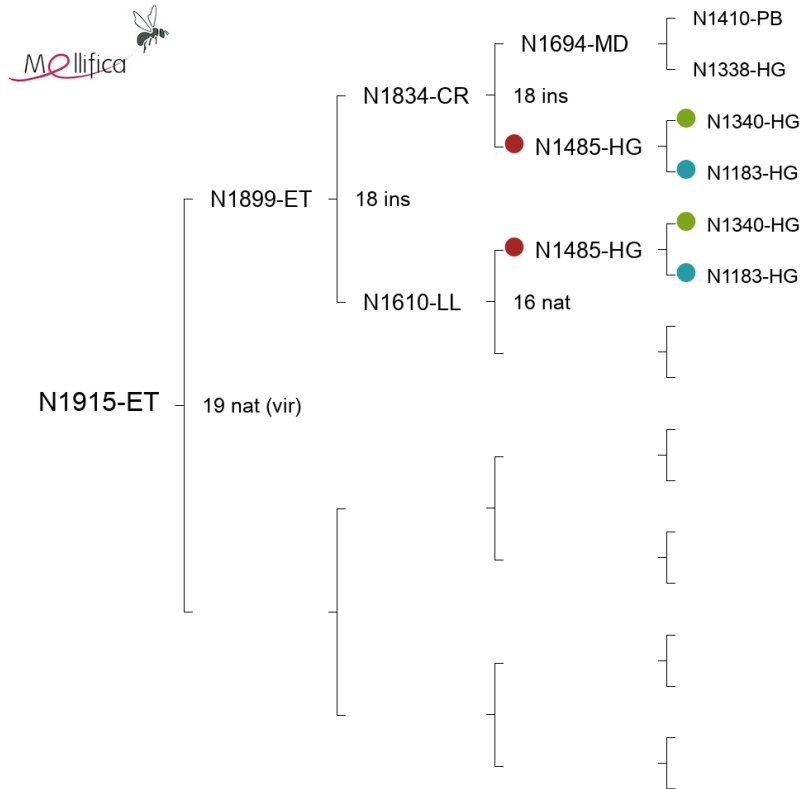 Mellifica
N1410-PB
N1694-MD
N1338-HG
N1834-CR
18 ins
N1340-HG
N1485-HG
N1183-HG
N1899-ET
18 ins
N1340-HG
N1485-HG
N1183-HG
N1610-LL
16 nat
N1915-ET
19 nat (vir)